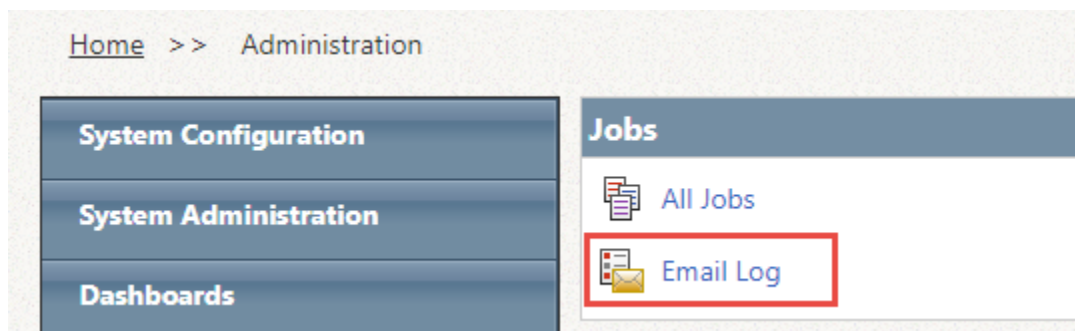 Home >> Administration
System Configuration
System Administration
Dashboards
Jobs
All Jobs
Email Log